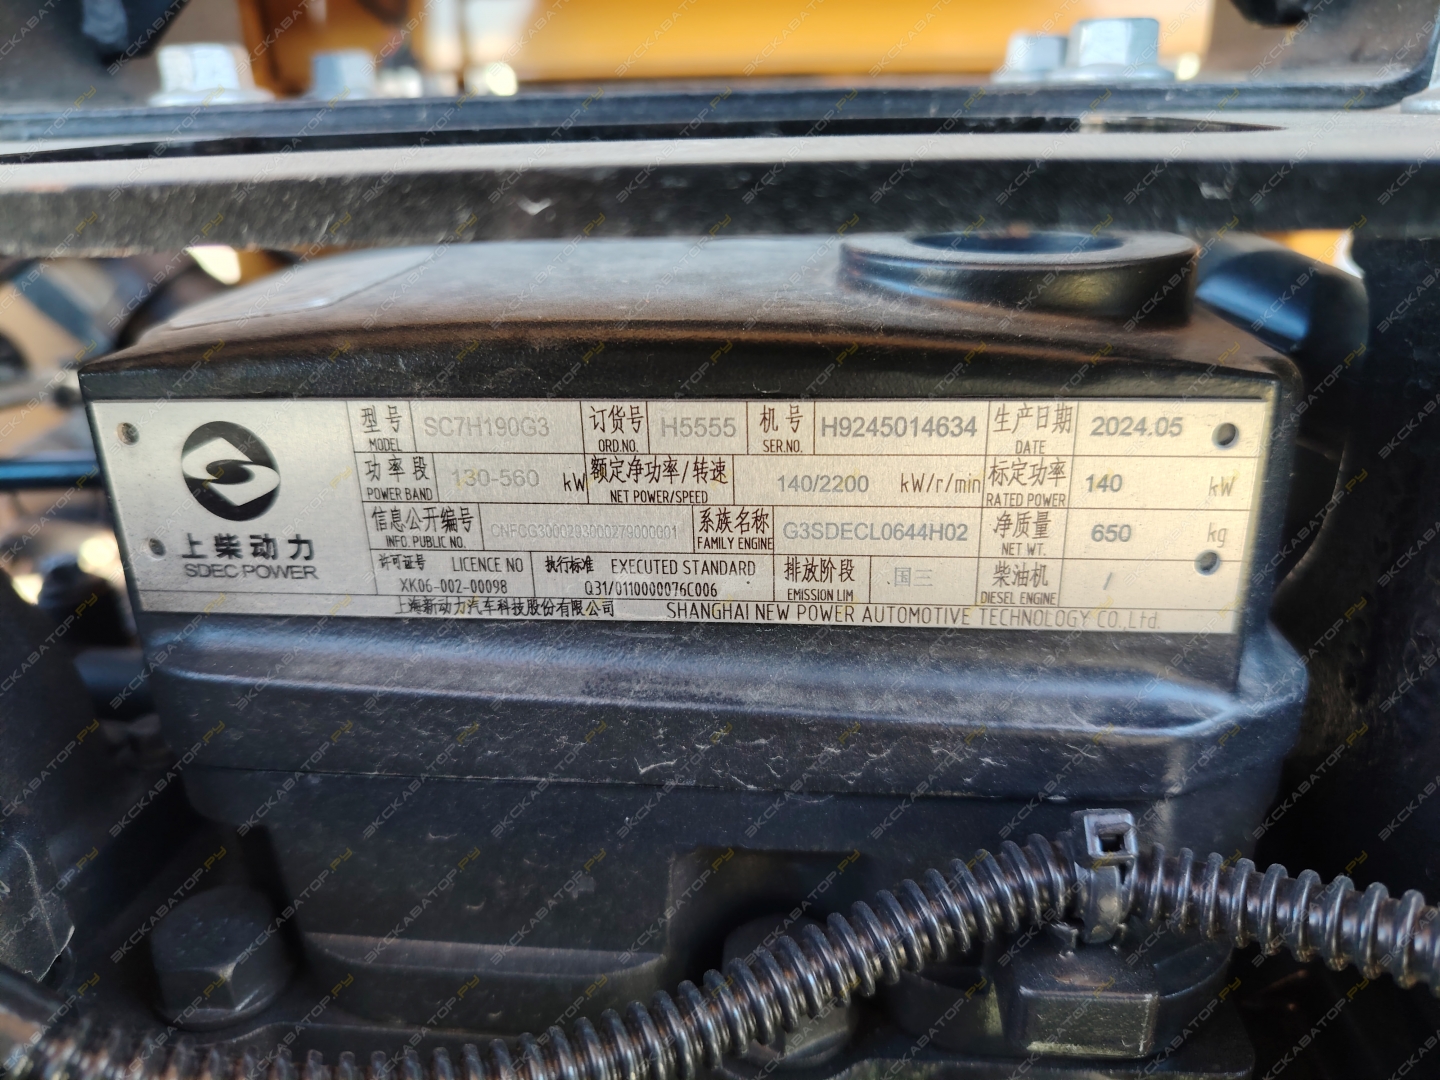 型号 SC7H190G3 订货号 H5555 机号 H9245014634 生产日期 2024.05
MODEL ORD.NO. SER.NO. DATE
功率段 130-560 kW 额定净功率/转速 140/2200 kW/r/min 标定功率 140 kW
POWER BAND NET POWER/SPEED RATED POWER
信息公开编号 CNFCG3000293000279000001 系族名称 G3SDECL0644H02 净质量 650 kg
INFO. PUBLIC NO. FAMILY ENGINE NET WT.
上柴动力
SDEC POWER
许可证号 LICENCE NO 执行标准 EXECUTED STANDARD 排放阶段 国三 柴油机 /
XK06-002-00098 Q31/0110000076C006 EMISSION LIM DIESEL ENGINE
上海新动力汽车科技股份有限公司 SHANGHAI NEW POWER AUTOMOTIVE TECHNOLOGY CO.,Ltd.
ЭКСКАВАТОР.РУ